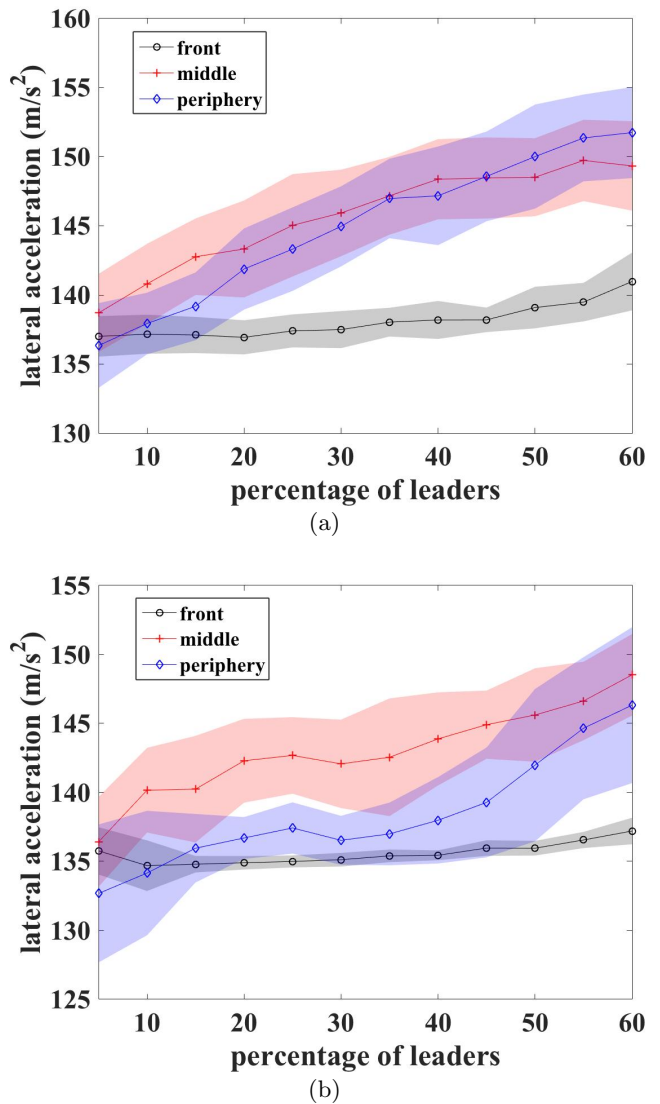 160
155
150
145
140
135
130
lateral acceleration (m/s²)
front
middle
periphery
10 20 30 40 50 60
percentage of leaders
(a)
155
150
145
140
135
130
125
lateral acceleration (m/s²)
front
middle
periphery
10 20 30 40 50 60
percentage of leaders
(b)